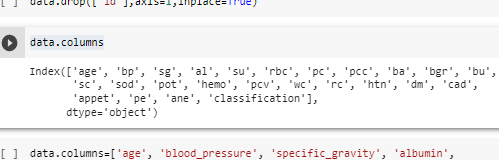 [ ] data.drop(['id'],axis=1,inplace=True)
data.columns
Index(['age', 'bp', 'sg', 'al', 'su', 'rbc', 'pc', 'pcc', 'ba', 'bgr', 'bu',
'sc', 'sod', 'pot', 'hemo', 'pcv', 'wc', 'rc', 'htn', 'dm', 'cad',
'appet', 'pe', 'ane', 'classification'],
dtype='object')
[ ] data.columns=['age', 'blood_pressure', 'specific_gravity', 'albumin',